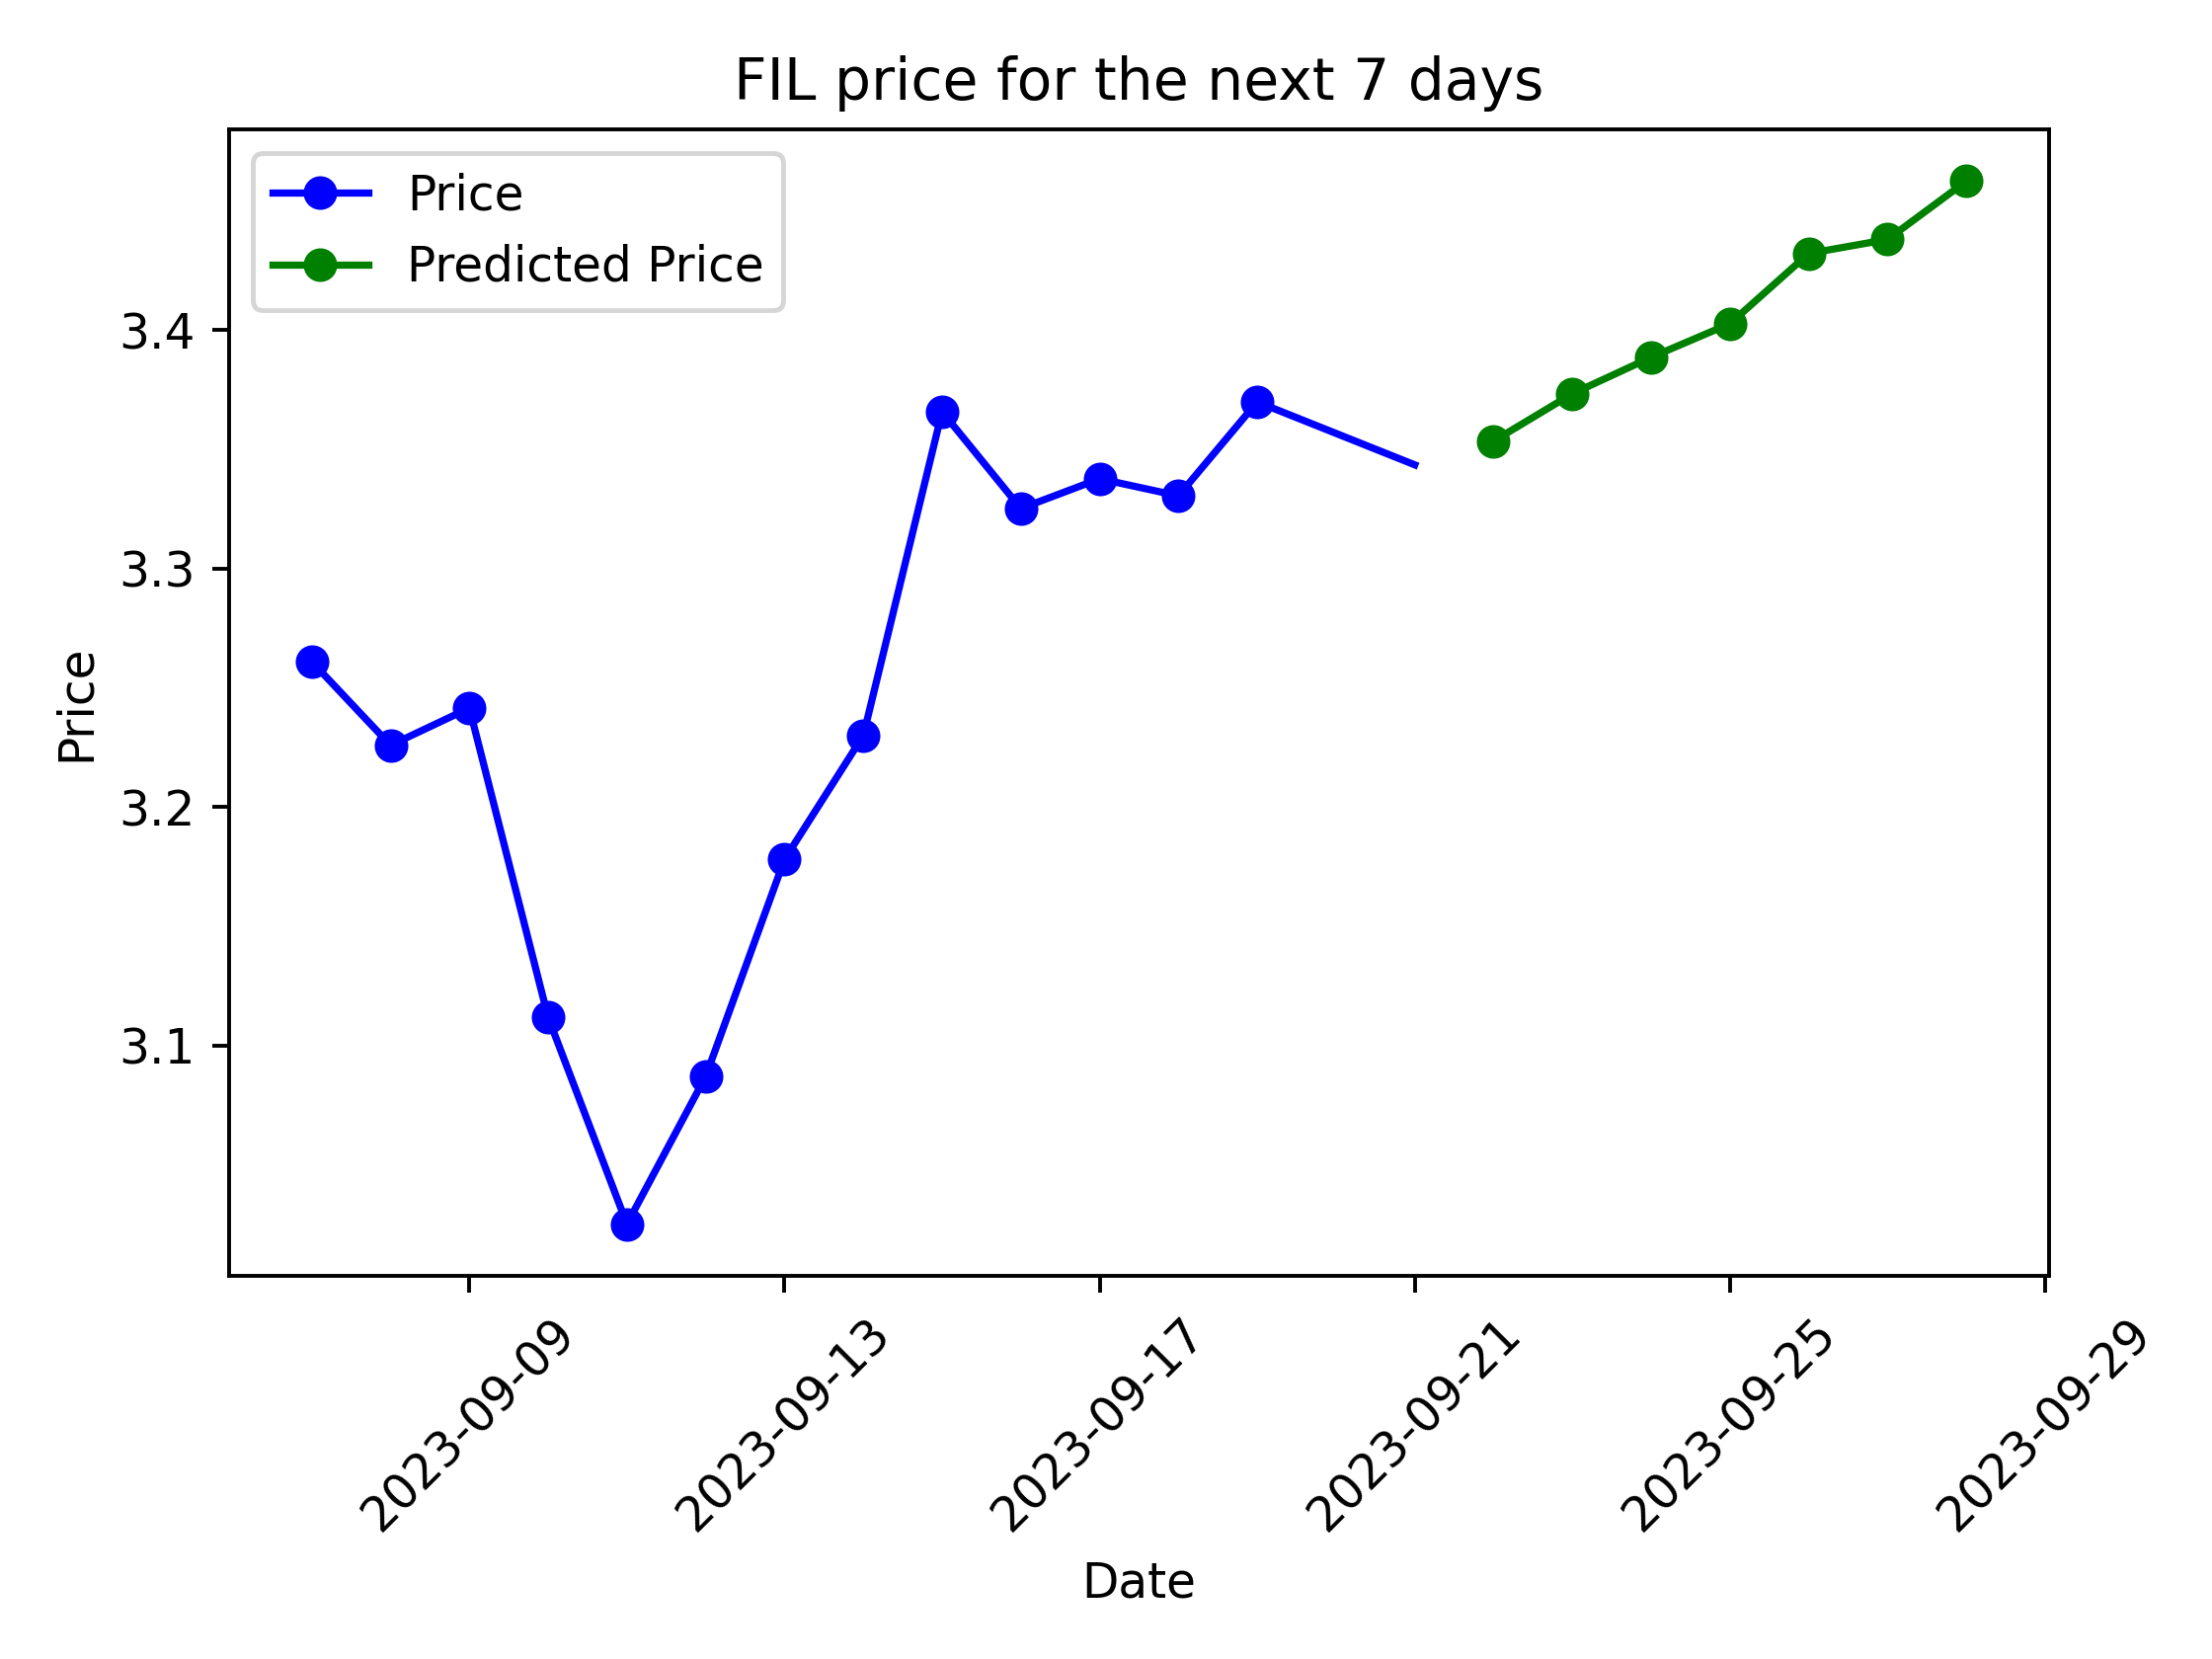 FIL price for the next 7 days
Price
Predicted Price
3.4
3.3
3.2
3.1
Price
2023-09-09
2023-09-13
2023-09-17
2023-09-21
2023-09-25
2023-09-29
Date